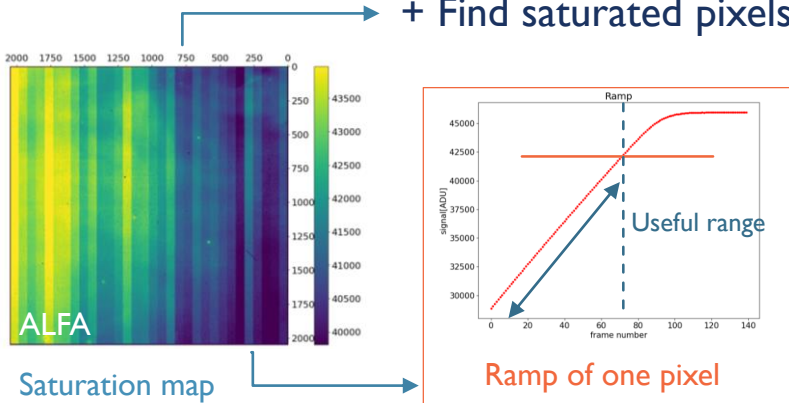 + Find saturated pixels
2000 1750 1500 1250 1000 750 500 250 0
0
250
500
750
1000
1250
1500
1750
2000
43500
43000
42500
42000
41500
41000
40500
40000
ALFA
Saturation map
Ramp
45000
42500
40000
37500
35000
32500
30000
signal[ADU]
Useful range
0 20 40 60 80 100 120 140
frame number
Ramp of one pixel